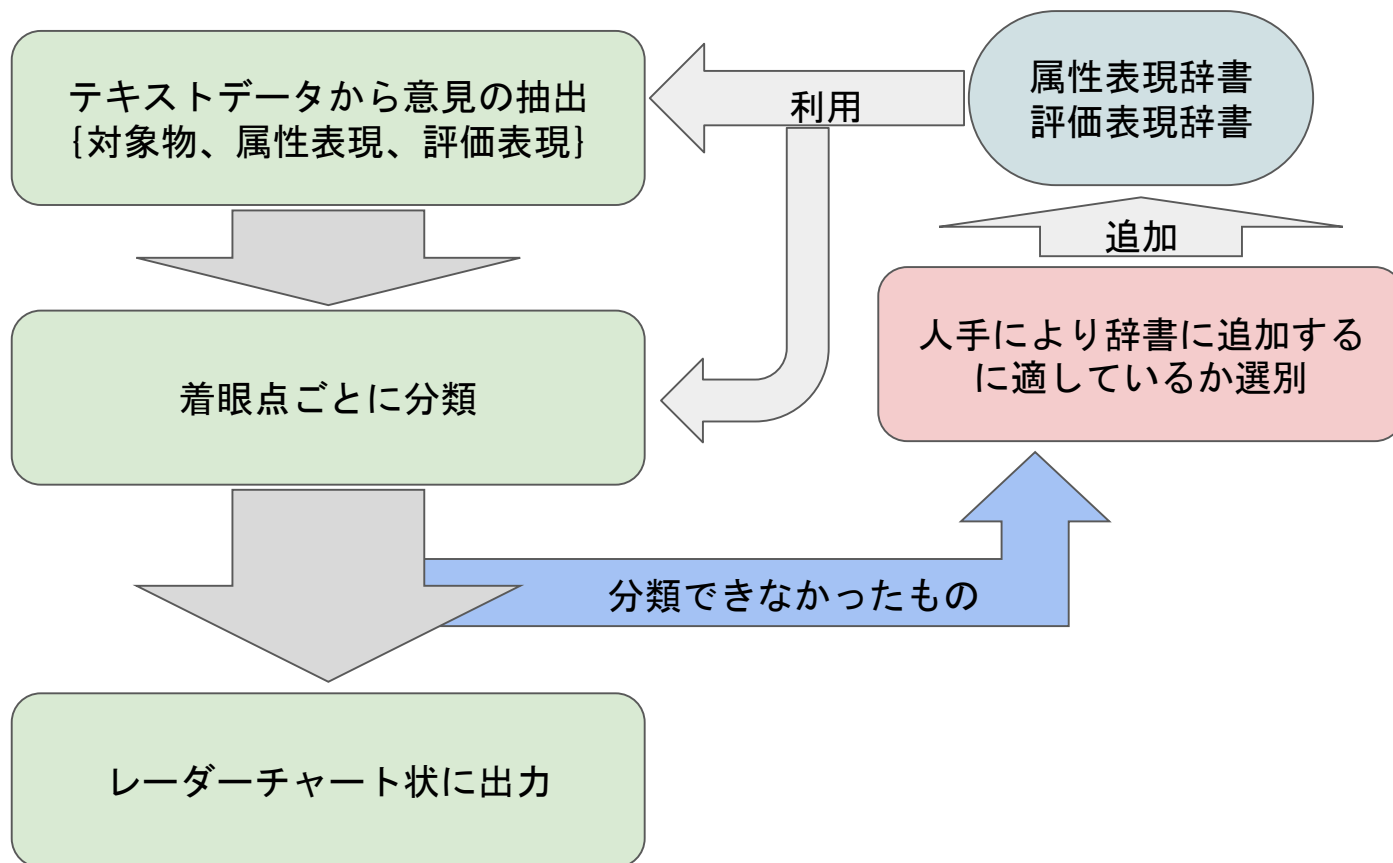 テキストデータから意見の抽出
{対象物、属性表現、評価表現}
利用
属性表現辞書
評価表現辞書
追加
人手により辞書に追加する
に適しているか選別
着眼点ごとに分類
分類できなかったもの
レーダーチャート状に出力